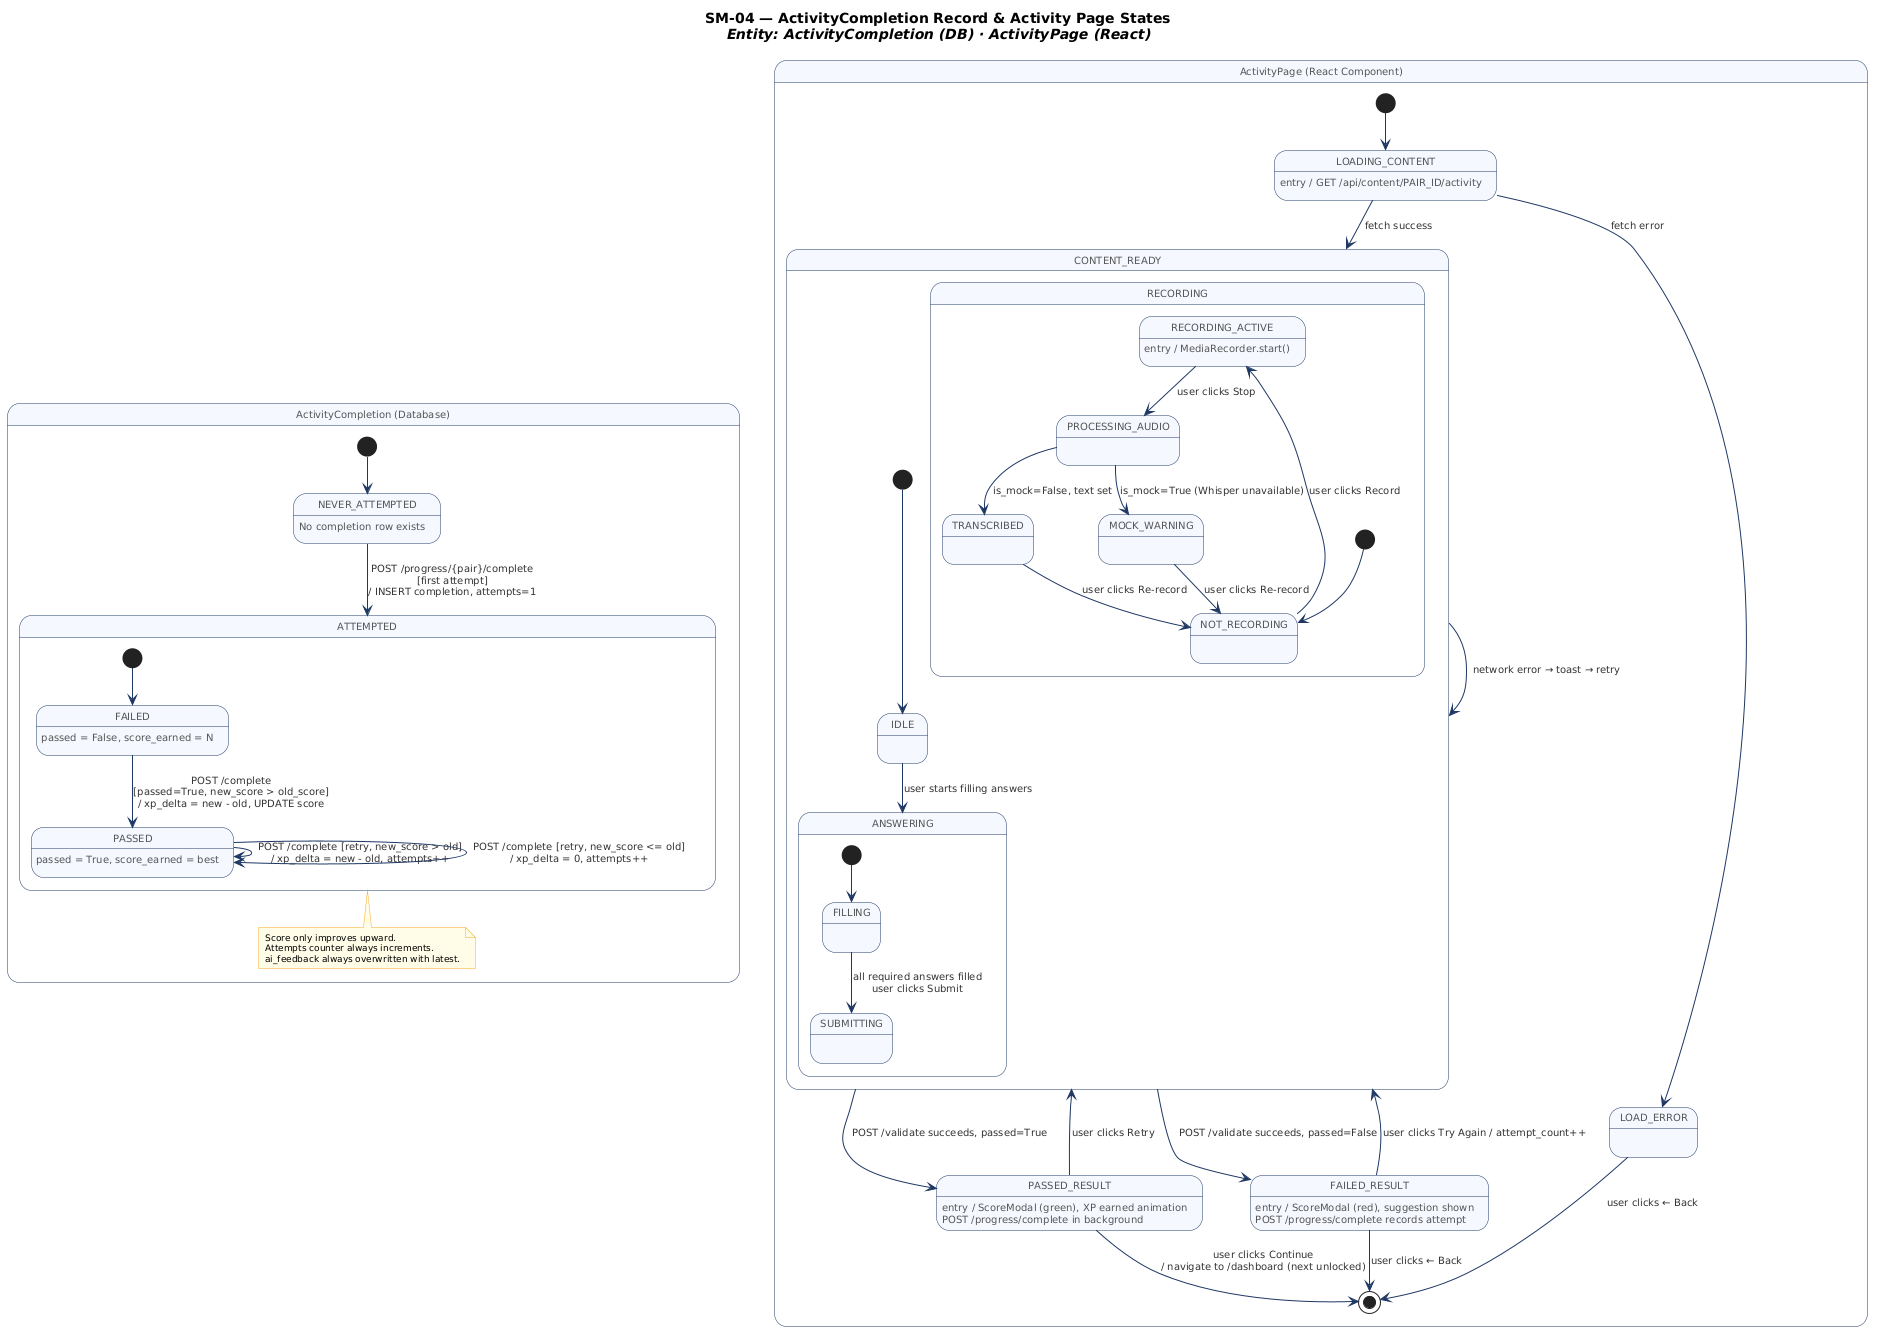 SM-04 — ActivityCompletion Record & Activity Page States
Entity: ActivityCompletion (DB) · ActivityPage (React)
ActivityCompletion (Database)
NEVER_ATTEMPTED
No completion row exists
POST /progress/{pair}/complete
[first attempt]
/ INSERT completion, attempts=1
ATTEMPTED
FAILED
passed = False, score_earned = N
POST /complete
[passed=True, new_score > old_score]
/ xp_delta = new - old, UPDATE score
PASSED
passed = True, score_earned = best
POST /complete [retry, new_score > old]
/ xp_delta = new - old, attempts++
POST /complete [retry, new_score <= old]
/ xp_delta = 0, attempts++
Score only improves upward.
Attempts counter always increments.
ai_feedback always overwritten with latest.
ActivityPage (React Component)
LOADING_CONTENT
entry / GET /api/content/PAIR_ID/activity
fetch success
fetch error
CONTENT_READY
RECORDING
RECORDING_ACTIVE
entry / MediaRecorder.start()
user clicks Stop
PROCESSING_AUDIO
is_mock=False, text set
is_mock=True (Whisper unavailable)
user clicks Record
TRANSCRIBED
MOCK_WARNING
user clicks Re-record
user clicks Re-record
NOT_RECORDING
network error → toast → retry
IDLE
user starts filling answers
ANSWERING
FILLING
all required answers filled
user clicks Submit
SUBMITTING
POST /validate succeeds, passed=True
user clicks Retry
POST /validate succeeds, passed=False
user clicks Try Again / attempt_count++
LOAD_ERROR
PASSED_RESULT
entry / ScoreModal (green), XP earned animation
POST /progress/complete in background
FAILED_RESULT
entry / ScoreModal (red), suggestion shown
POST /progress/complete records attempt
user clicks ← Back
user clicks Continue
/ navigate to /dashboard (next unlocked)
user clicks ← Back